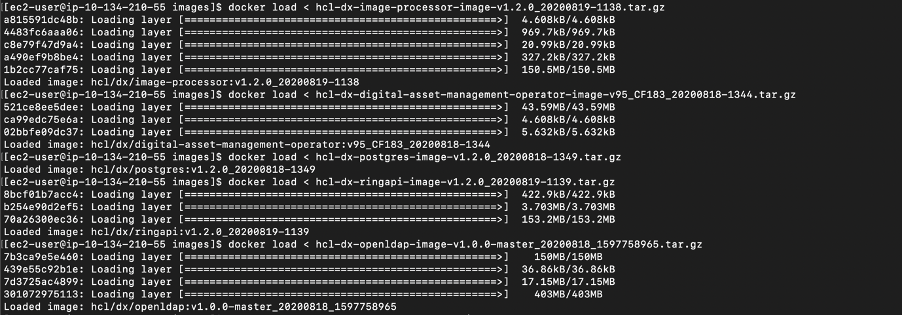 [ec2-user@ip-10-134-210-55 images]$ docker load < hcl-dx-image-processor-image-v1.2.0_20200819-1138.tar.gz
a815591dc48b: Loading layer [==================================================>]  4.608kB/4.608kB
4483fc6aaa06: Loading layer [==================================================>]  969.7kB/969.7kB
c8e79f47d9a4: Loading layer [==================================================>]  20.99kB/20.99kB
a490ef9b8be4: Loading layer [==================================================>]  327.2kB/327.2kB
1b2cc77caf75: Loading layer [==================================================>]  150.5MB/150.5MB
Loaded image: hcl/dx/image-processor:v1.2.0_20200819-1138
[ec2-user@ip-10-134-210-55 images]$ docker load < hcl-dx-digital-asset-management-operator-image-v95_CF183_20200818-1344.tar.gz
521ce8ee5dee: Loading layer [==================================================>]  43.59MB/43.59MB
ca99edc75e6a: Loading layer [==================================================>]  4.608kB/4.608kB
02bbfe09dc37: Loading layer [==================================================>]  5.632kB/5.632kB
Loaded image: hcl/dx/digital-asset-management-operator:v95_CF183_20200818-1344
[ec2-user@ip-10-134-210-55 images]$ docker load < hcl-dx-postgres-image-v1.2.0_20200818-1349.tar.gz
Loaded image: hcl/dx/postgres:v1.2.0_20200818-1349
[ec2-user@ip-10-134-210-55 images]$ docker load < hcl-dx-ringapi-image-v1.2.0_20200819-1139.tar.gz
8bcf01b7acc4: Loading layer [==================================================>]  422.9kB/422.9kB
b254e90d2ef5: Loading layer [==================================================>]  3.703MB/3.703MB
70a26300ec36: Loading layer [==================================================>]  153.2MB/153.2MB
Loaded image: hcl/dx/ringapi:v1.2.0_20200819-1139
[ec2-user@ip-10-134-210-55 images]$ docker load < hcl-dx-openldap-image-v1.0.0-master_20200818_1597758965.tar.gz
7b3ca9e5e460: Loading layer [==================================================>]    150MB/150MB
439e55c92b1e: Loading layer [==================================================>]  36.86kB/36.86kB
7d3725ac4899: Loading layer [==================================================>]  17.15MB/17.15MB
301072975113: Loading layer [==================================================>]    403MB/403MB
Loaded image: hcl/dx/openldap:v1.0.0-master_20200818_1597758965